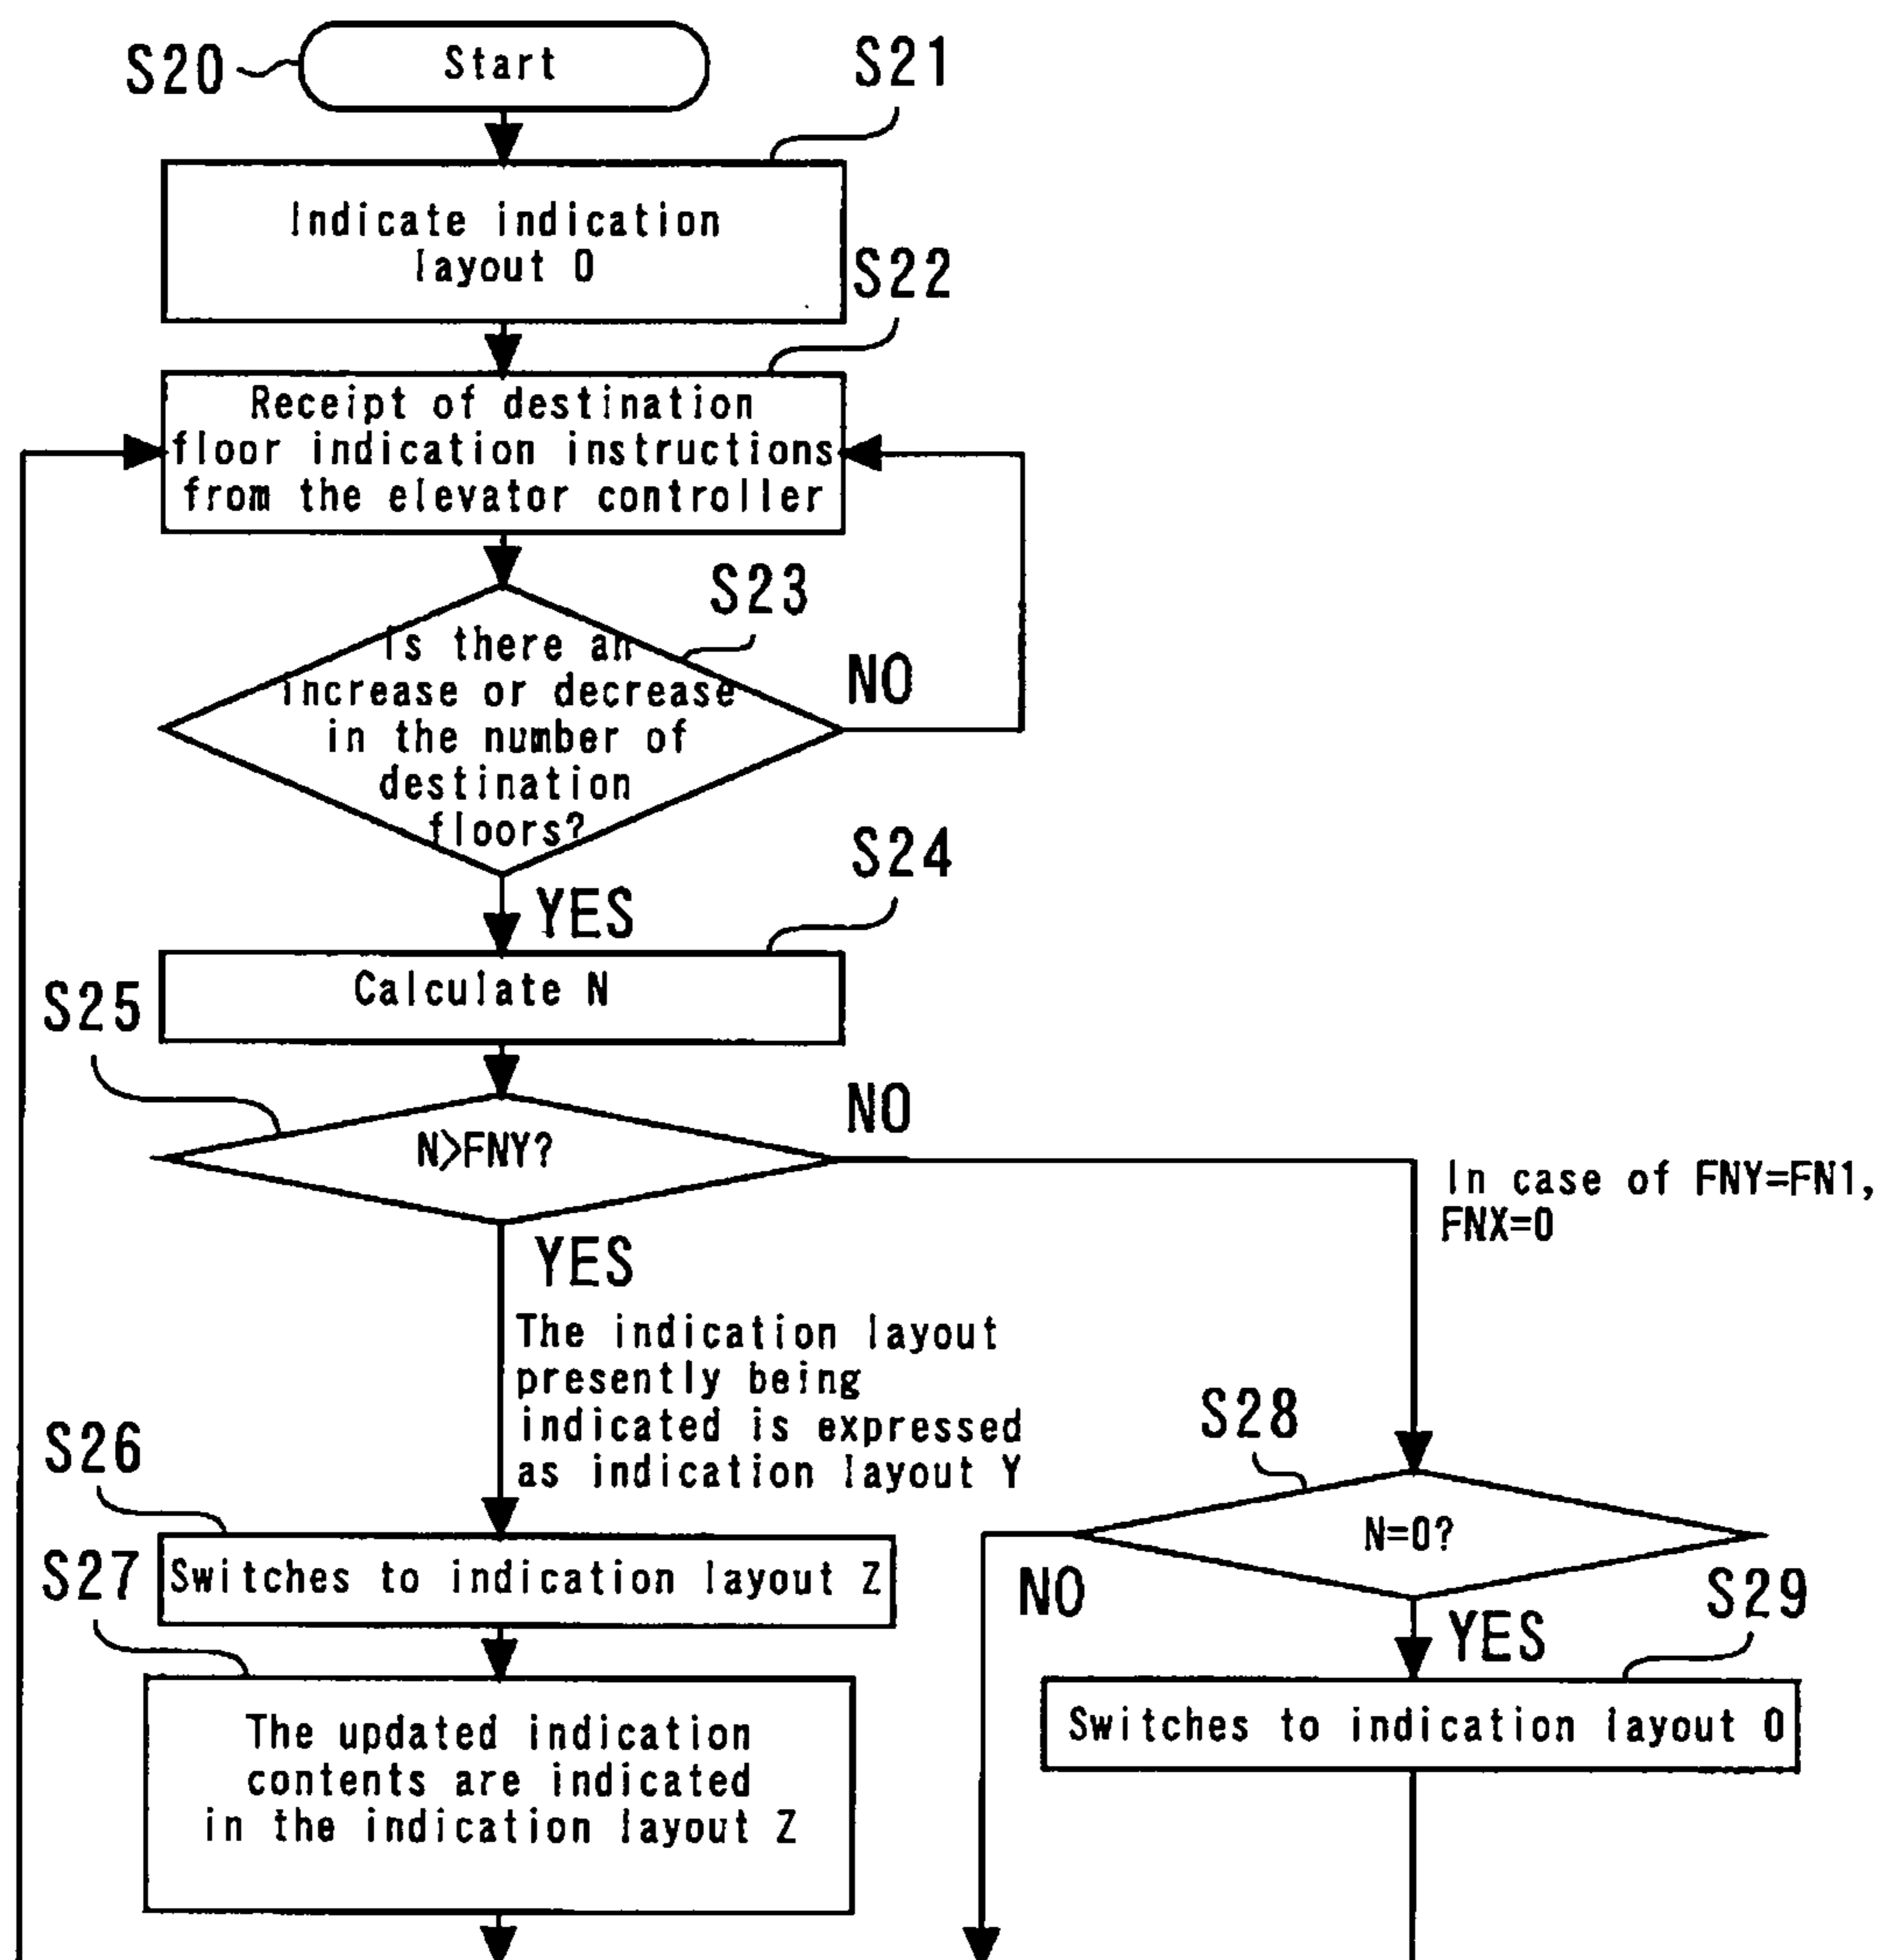 S20
Start
S21
Indicate indication
layout 0
S22
Receipt of destination
floor indication instructions
from the elevator controller
S23
Is there an
increase or decrease
in the number of
destination
floors?
NO
YES
S24
Calculate N
S25
N>FNY?
NO
In case of FNY=FN1,
FNX=0
YES
The indication layout
presently being
indicated is expressed
as indication layout Y
S26
Switches to indication layout Z
S27
The updated indication
contents are indicated
in the indication layout Z
S28
N=0?
NO
YES
S29
Switches to indication layout 0